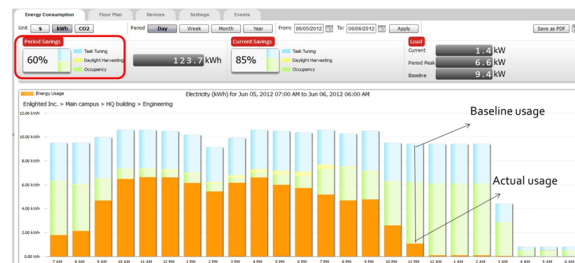 Energy Consumption Floor Plan Devices Settings Events
Unit $ kWh CO2 Period Day Week Month Year From: 06/05/2012 To: 06/06/2012 Apply Save as PDF
Period Savings
60%
Task Tuning
Daylight Harvesting
Occupancy
123.7 kWh
Current Savings
85%
Task Tuning
Daylight Harvesting
Occupancy
Load
Current 1.4 kW
Period Peak 6.6 kW
Baseline 9.4 kW
Energy Usage
Electricity (KWh) for Jun 05, 2012 07:00 AM to Jun 06, 2012 06:00 AM
Enlighted Inc. > Main campus > HQ building > Engineering
Baseline usage
Actual usage
12.00 kWh
10.00 kWh
8.00 kWh
6.00 kWh
4.00 kWh
2.00 kWh
0.00 kWh
7 AM 8 AM 9 AM 10 AM 11 AM 12 PM 1 PM 2 PM 3 PM 4 PM 5 PM 6 PM 7 PM 8 PM 9 PM 10 PM 11 PM 12 AM 1 AM 2 AM 3 AM 4 AM 5 AM 6 AM